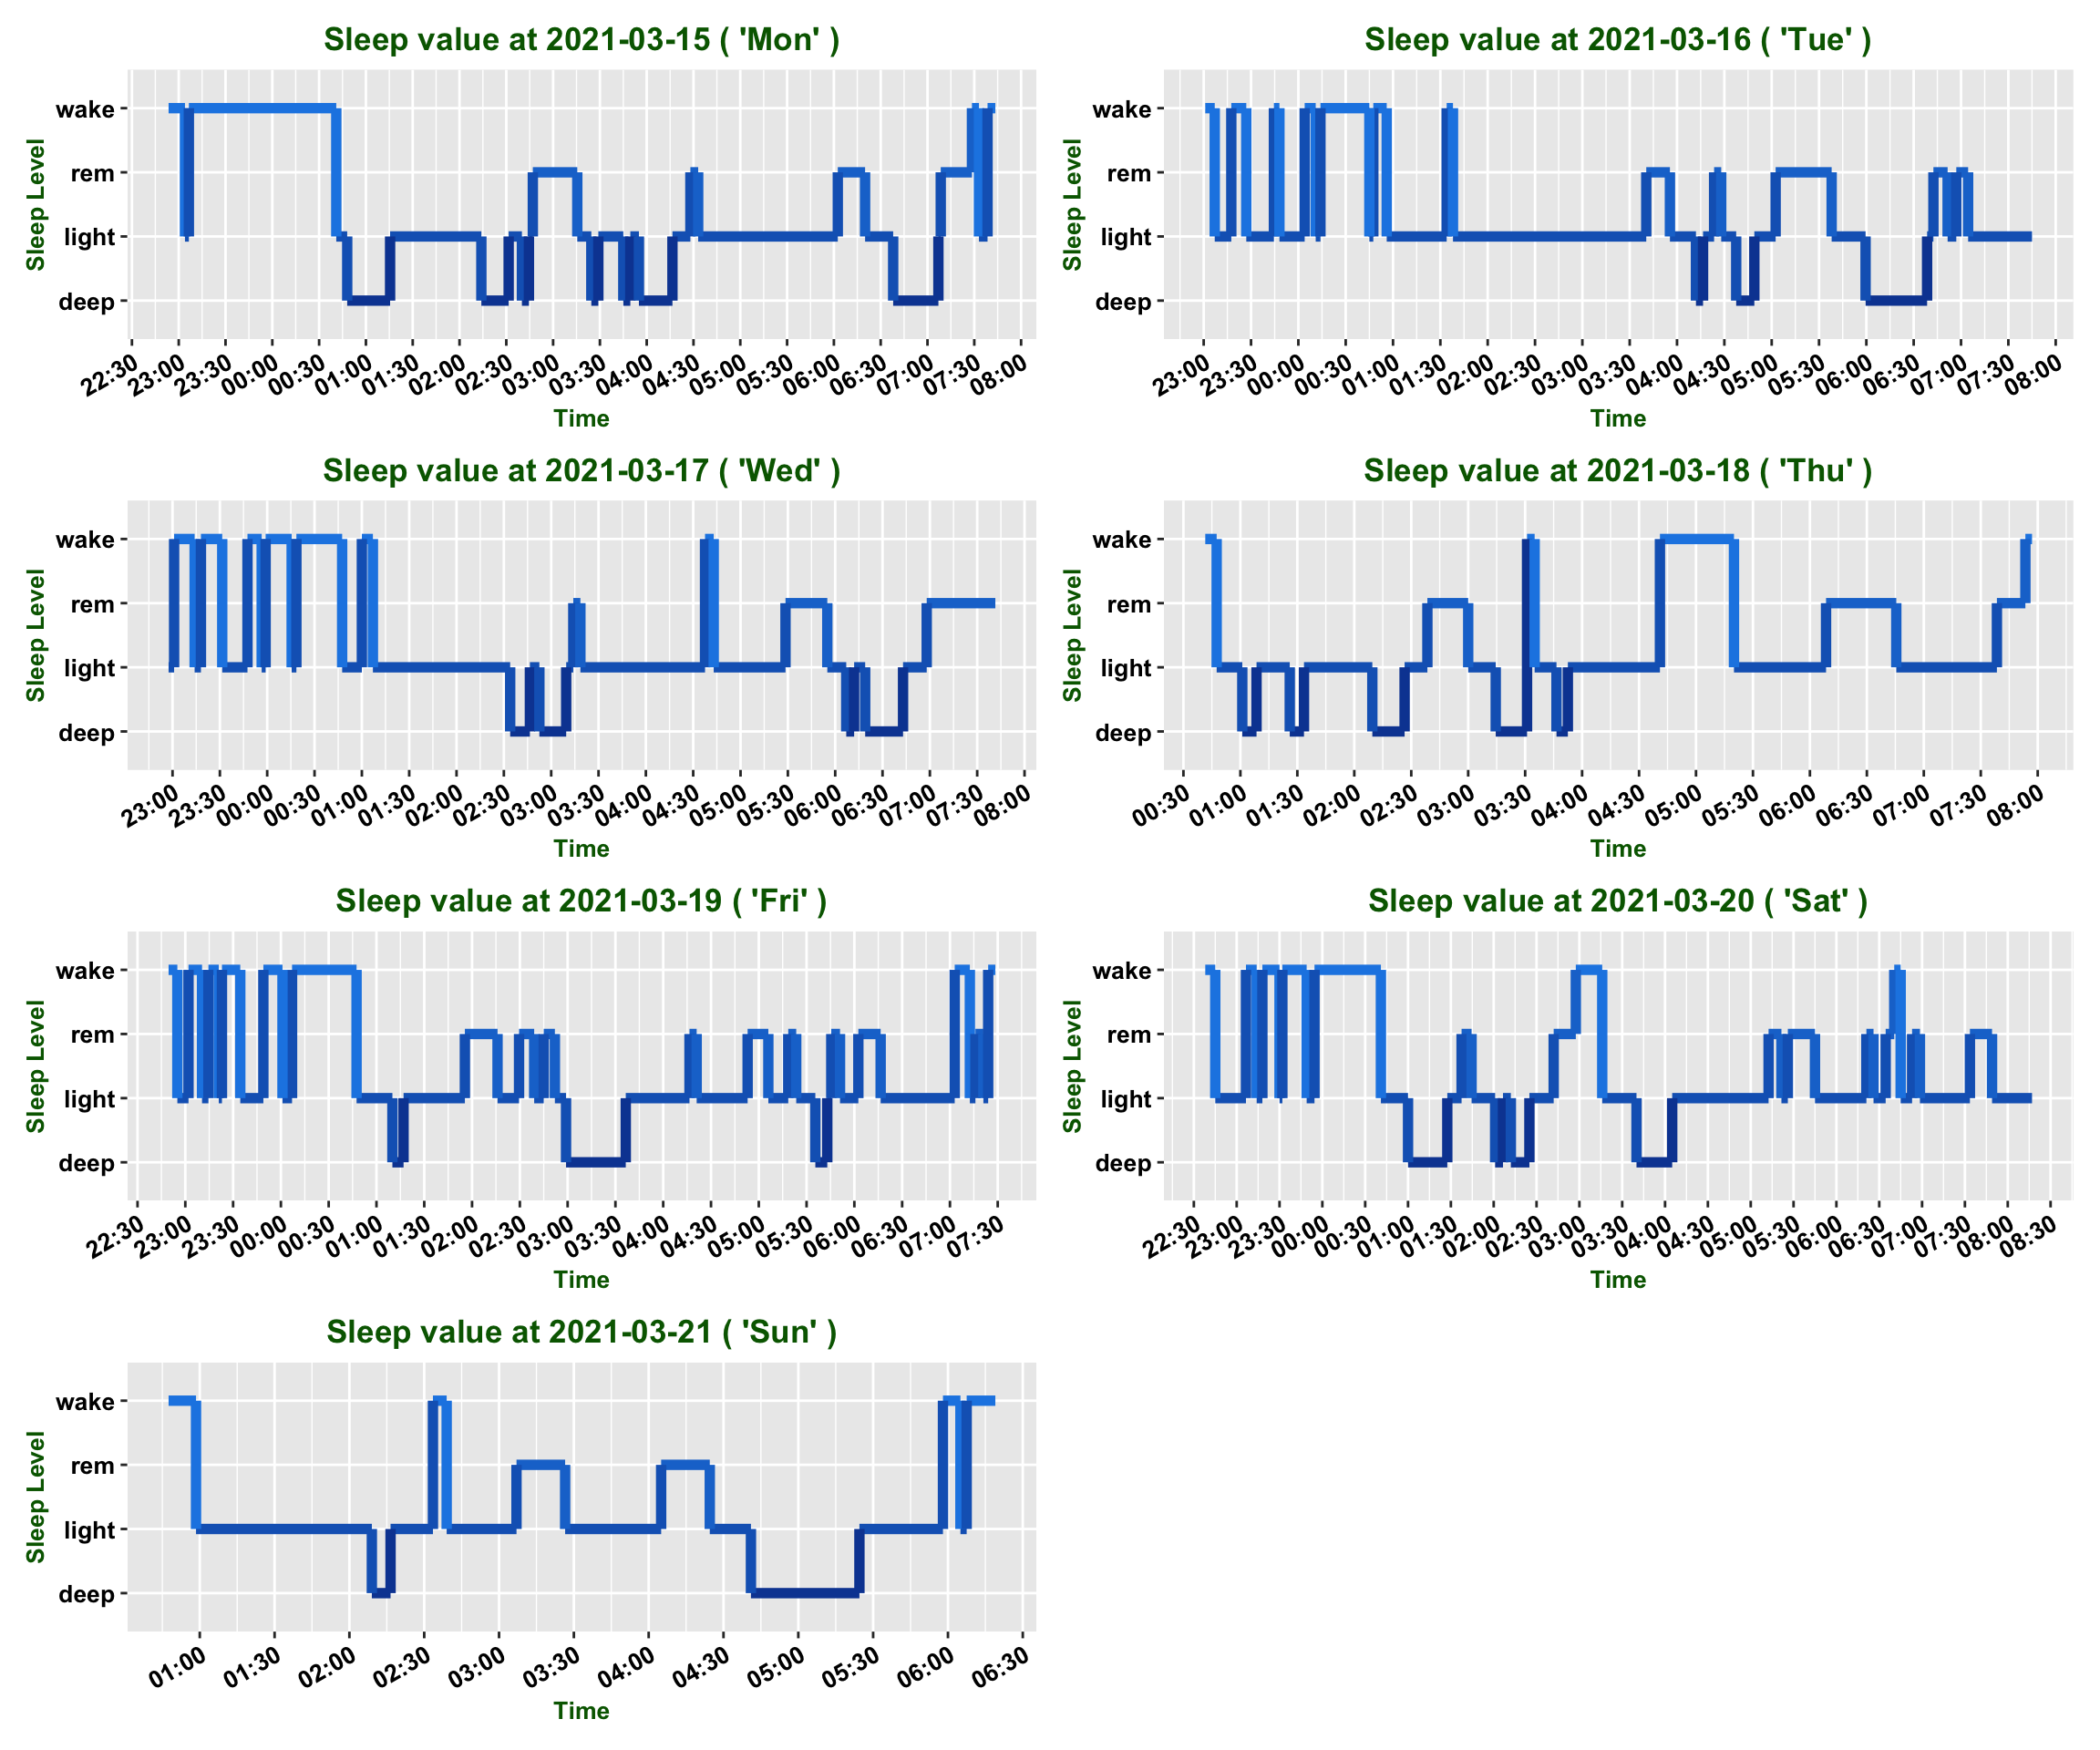 Sleep value at 2021-03-15 ( 'Mon' )
Sleep Level
wake
rem
light
deep
22:30 23:00 23:30 00:00 00:30 01:00 01:30 02:00 02:30 03:00 03:30 04:00 04:30 05:00 05:30 06:00 06:30 07:00 07:30 08:00
Time
Sleep value at 2021-03-16 ( 'Tue' )
Sleep Level
wake
rem
light
deep
23:00 23:30 00:00 00:30 01:00 01:30 02:00 02:30 03:00 03:30 04:00 04:30 05:00 05:30 06:00 06:30 07:00 07:30 08:00
Time
Sleep value at 2021-03-17 ( 'Wed' )
Sleep Level
wake
rem
light
deep
23:00 23:30 00:00 00:30 01:00 01:30 02:00 02:30 03:00 03:30 04:00 04:30 05:00 05:30 06:00 06:30 07:00 07:30 08:00
Time
Sleep value at 2021-03-18 ( 'Thu' )
Sleep Level
wake
rem
light
deep
00:30 01:00 01:30 02:00 02:30 03:00 03:30 04:00 04:30 05:00 05:30 06:00 06:30 07:00 07:30 08:00
Time
Sleep value at 2021-03-19 ( 'Fri' )
Sleep Level
wake
rem
light
deep
22:30 23:00 23:30 00:00 00:30 01:00 01:30 02:00 02:30 03:00 03:30 04:00 04:30 05:00 05:30 06:00 06:30 07:00 07:30
Time
Sleep value at 2021-03-20 ( 'Sat' )
Sleep Level
wake
rem
light
deep
22:30 23:00 23:30 00:00 00:30 01:00 01:30 02:00 02:30 03:00 03:30 04:00 04:30 05:00 05:30 06:00 06:30 07:00 07:30 08:00 08:30
Time
Sleep value at 2021-03-21 ( 'Sun' )
Sleep Level
wake
rem
light
deep
01:00 01:30 02:00 02:30 03:00 03:30 04:00 04:30 05:00 05:30 06:00 06:30
Time